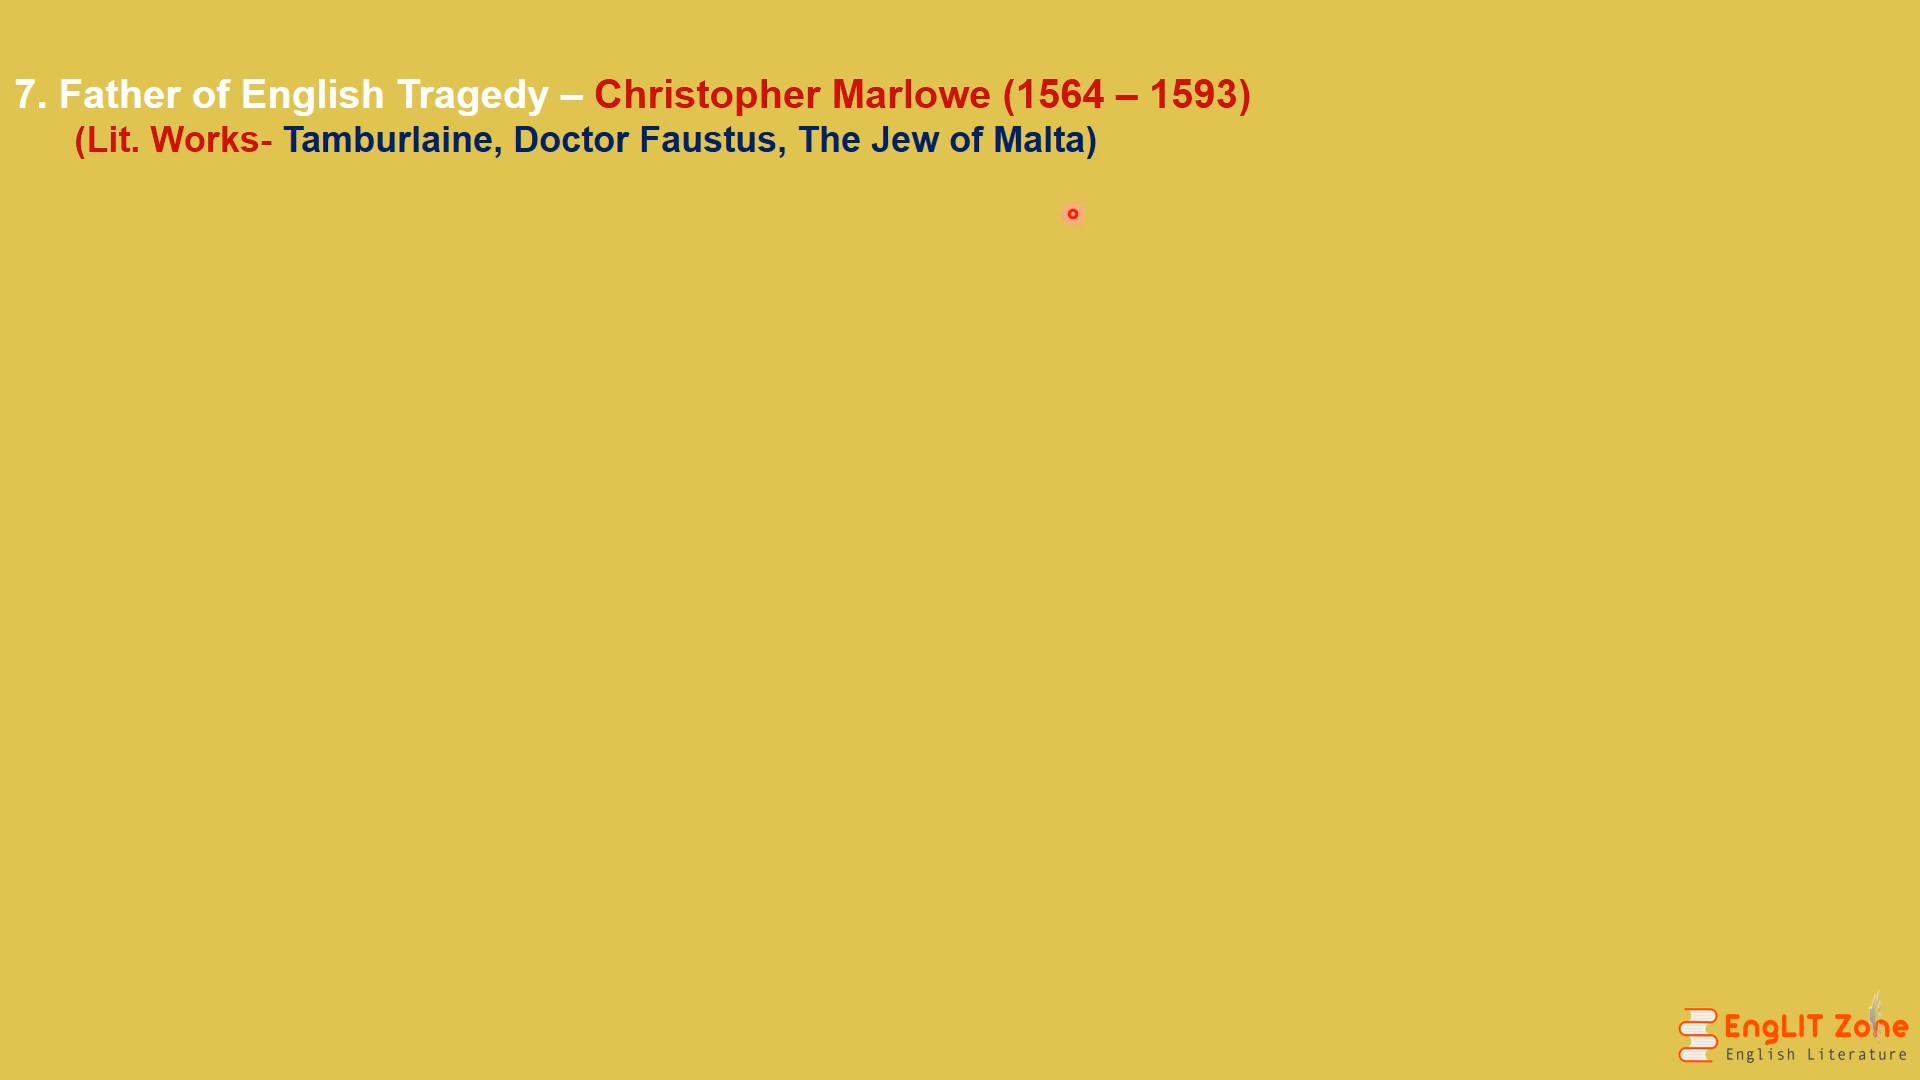 7. Father of English Tragedy – Christopher Marlowe (1564 – 1593)
(Lit. Works- Tamburlaine, Doctor Faustus, The Jew of Malta)
EngLIT Zone
English Literature